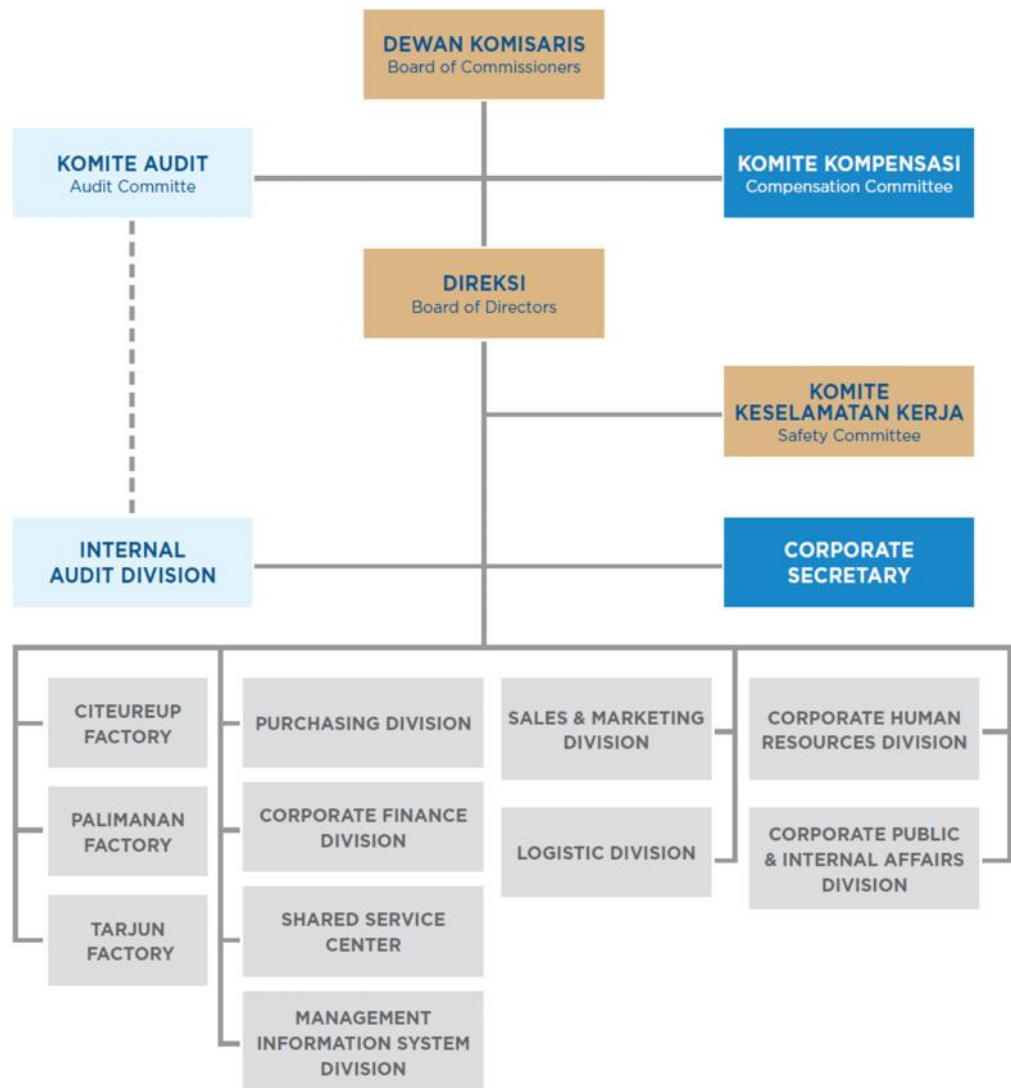 DEWAN KOMISARIS
Board of Commissioners
KOMITE AUDIT
Audit Committe
KOMITE KOMPENSASI
Compensation Committee
DIREKSI
Board of Directors
KOMITE
KESELAMATAN KERJA
Safety Committee
INTERNAL
AUDIT DIVISION
CORPORATE
SECRETARY
CITEUREUP
FACTORY
PALIMANAN
FACTORY
TARJUN
FACTORY
PURCHASING DIVISION
CORPORATE FINANCE
DIVISION
SHARED SERVICE
CENTER
MANAGEMENT
INFORMATION SYSTEM
DIVISION
SALES & MARKETING
DIVISION
LOGISTIC DIVISION
CORPORATE HUMAN
RESOURCES DIVISION
CORPORATE PUBLIC
& INTERNAL AFFAIRS
DIVISION